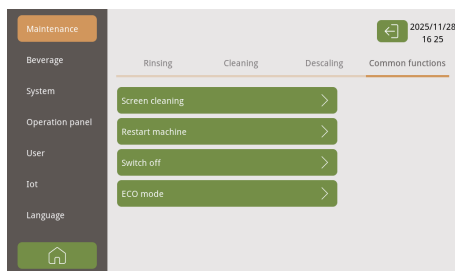 Maintenance
Beverage
System
Operation panel
User
Iot
Language
2025/11/28
16 25
Rinsing
Cleaning
Descaling
Common functions
Screen cleaning
Restart machine
Switch off
ECO mode